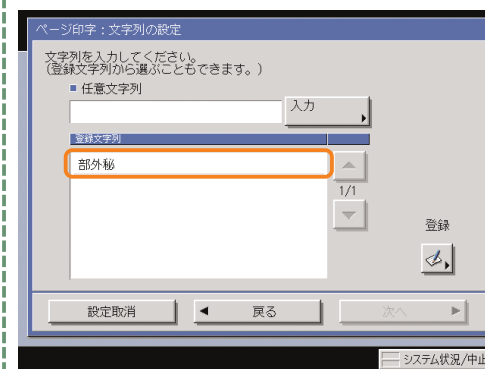 ページ印字：文字列の設定
文字列を入力してください。
(登録文字列から選ぶこともできます。)
■ 任意文字列
入力
登録文字列
部外秘
1/1
登録
設定取消
戻る
次へ
システム状況/中止